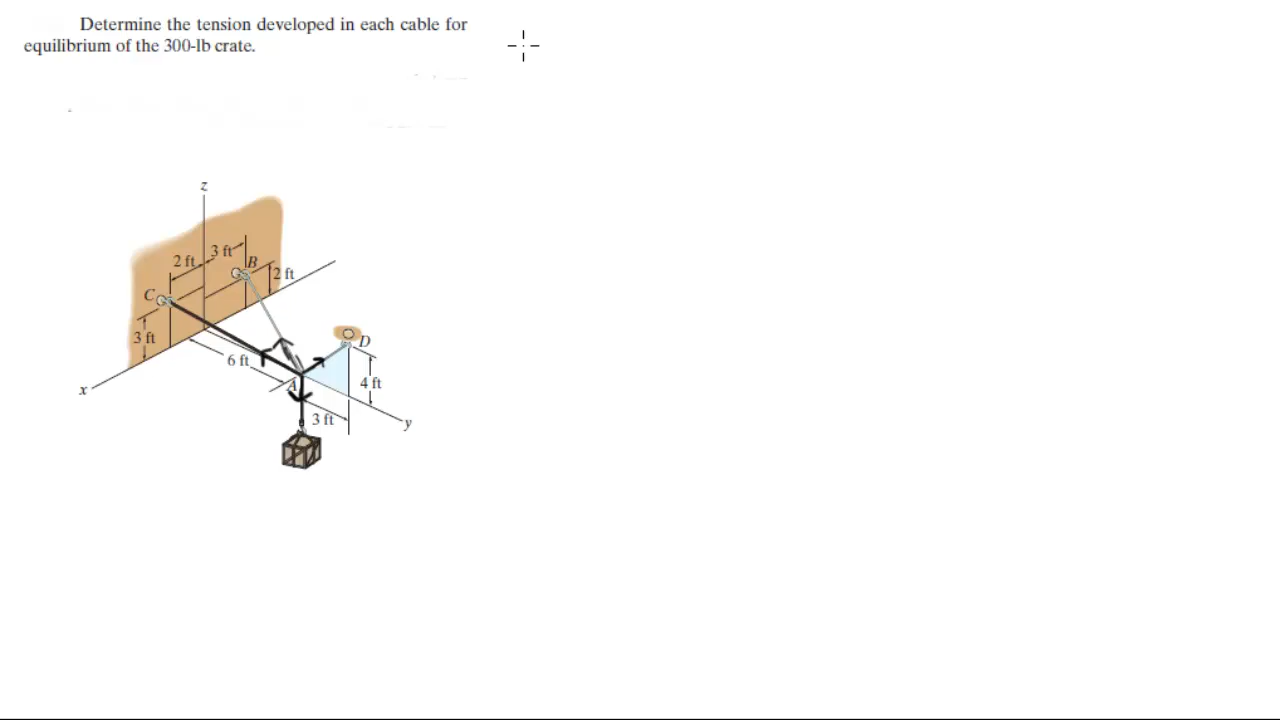 Determine the tension developed in each cable for
equilibrium of the 300-lb crate.
z
3 ft
2 ft
B
2 ft
C
3 ft
D
6 ft
A
4 ft
x
3 ft
y